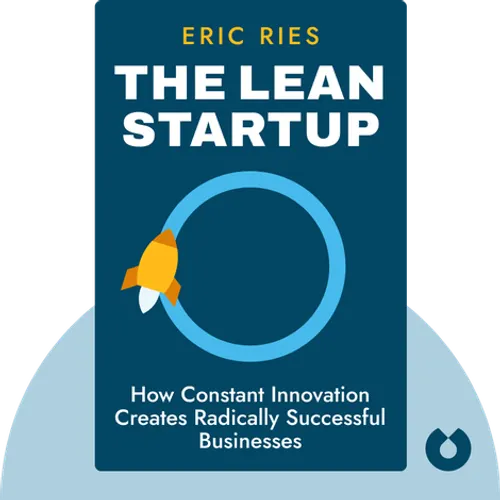 ERIC RIES
THE LEAN
STARTUP
How Constant Innovation
Creates Radically Successful
Businesses